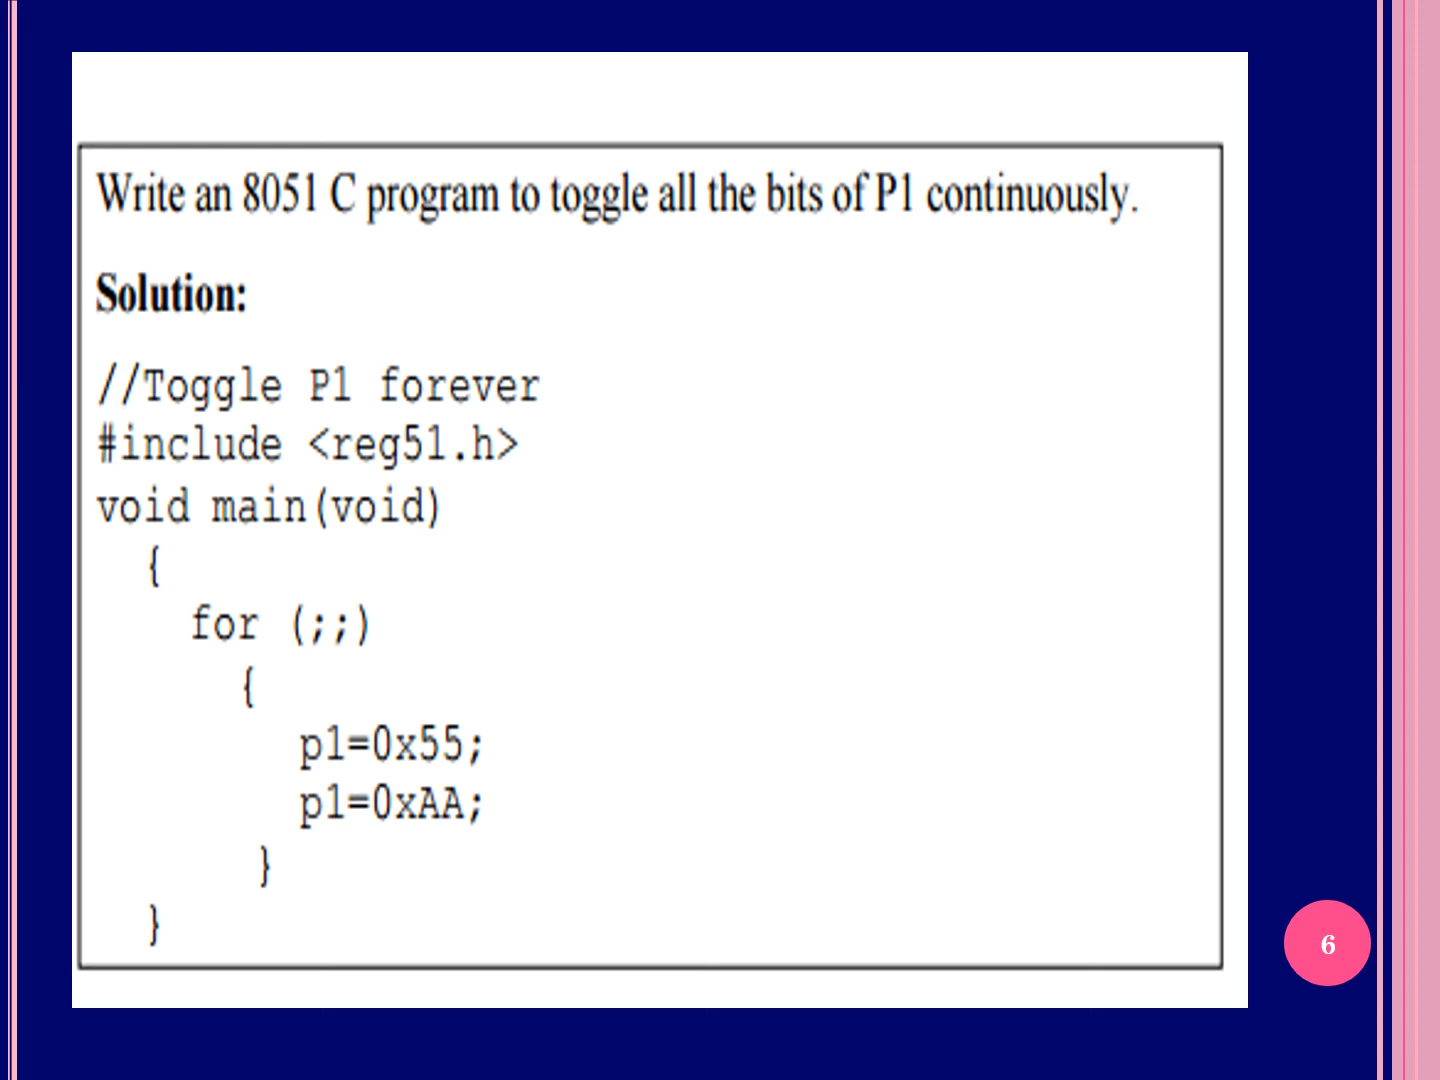 Write an 8051 C program to toggle all the bits of P1 continuously.
Solution:
//Toggle P1 forever
#include <reg51.h>
void main(void)
{
for (;;)
{
p1=0x55;
p1=0xAA;
}
}
6